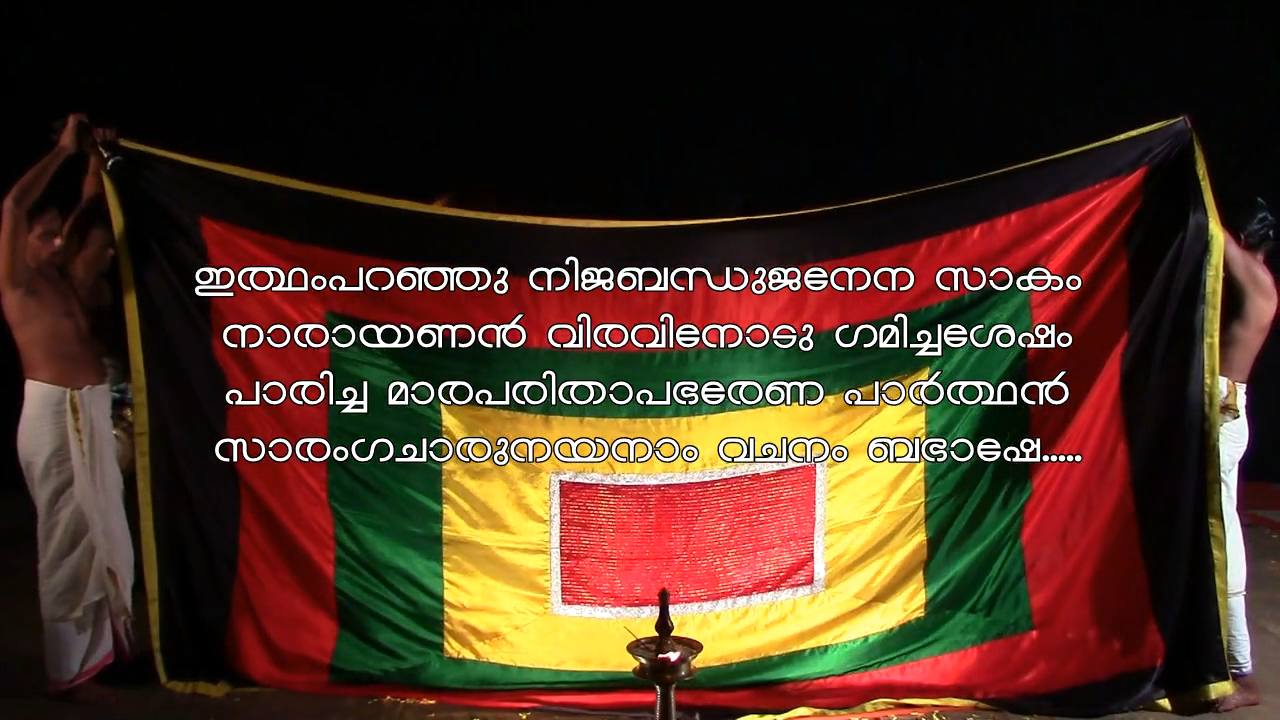 ഇത്ഥംപറഞ്ഞു നിജബന്ധുജനേന സാകം
നാരായണൻ വിരവിനോടു ഗമിച്ചശേഷം
പാരിച്ച മാരപരിതാപഭരേണ പാർത്ഥൻ
സാരംഗചാരുനയനാം വചനം ബഭാഷേ.....